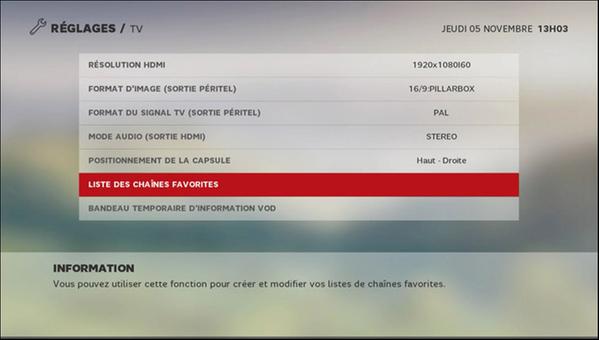 RÉGLAGES / TV JEUDI 05 NOVEMBRE 13H03
RÉSOLUTION HDMI 1920x1080I60
FORMAT D'IMAGE (SORTIE PÉRITEL) 16/9:PILLARBOX
FORMAT DU SIGNAL TV (SORTIE PÉRITEL) PAL
MODE AUDIO (SORTIE HDMI) STEREO
POSITIONNEMENT DE LA CAPSULE Haut - Droite
LISTE DES CHAÎNES FAVORITES
BANDEAU TEMPORAIRE D'INFORMATION VOD
INFORMATION
Vous pouvez utiliser cette fonction pour créer et modifier vos listes de chaînes favorites.